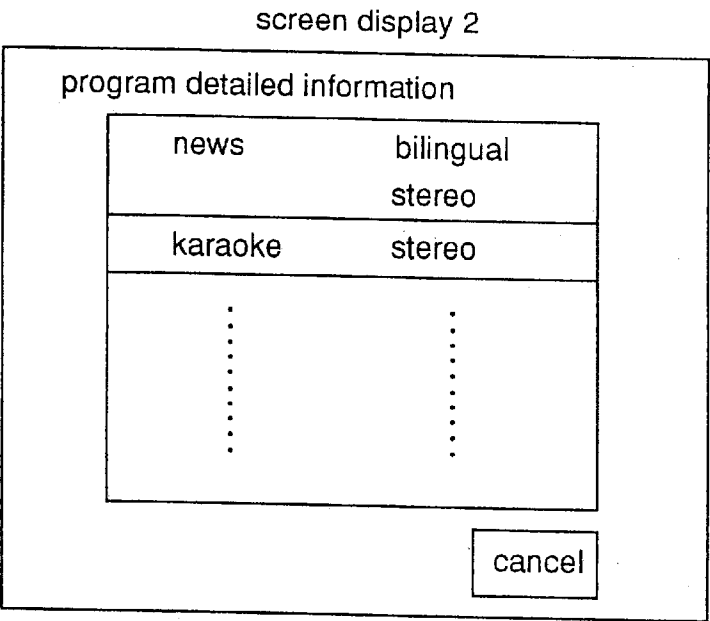 screen display 2
program detailed information
news bilingual
stereo
karaoke stereo
cancel